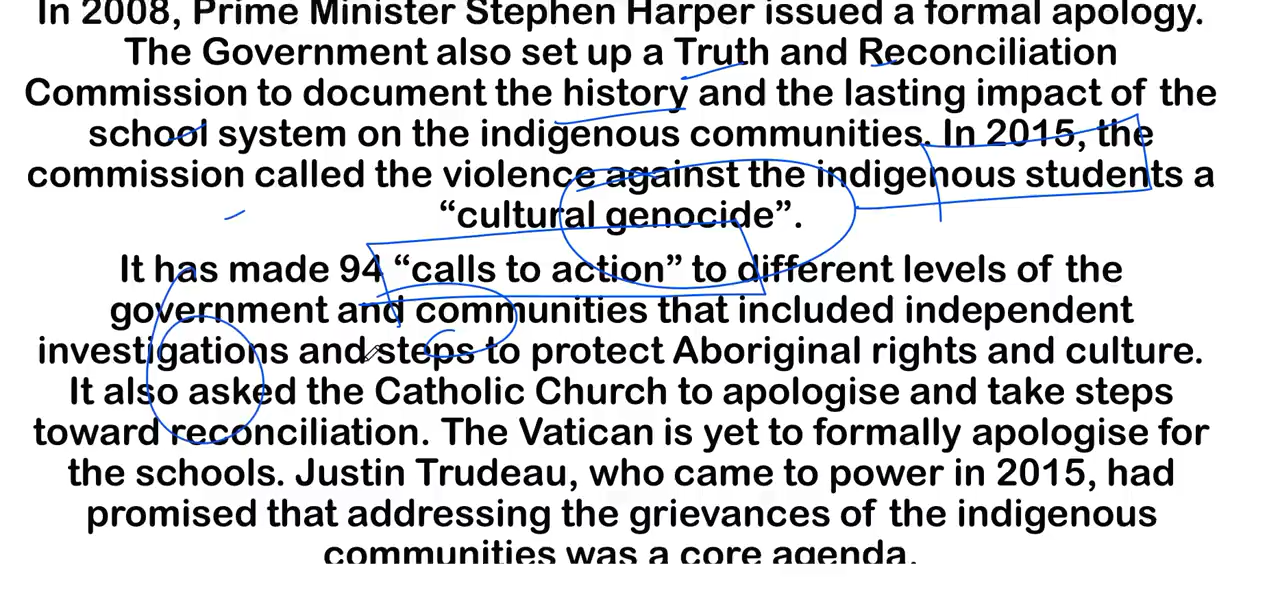 In 2008, Prime Minister Stephen Harper issued a formal apology.
The Government also set up a Truth and Reconciliation
Commission to document the history and the lasting impact of the
school system on the indigenous communities. In 2015, the
commission called the violence against the indigenous students a
“cultural genocide”.
It has made 94 “calls to action” to different levels of the
government and communities that included independent
investigations and steps to protect Aboriginal rights and culture.
It also asked the Catholic Church to apologise and take steps
toward reconciliation. The Vatican is yet to formally apologise for
the schools. Justin Trudeau, who came to power in 2015, had
promised that addressing the grievances of the indigenous
communities was a core agenda.